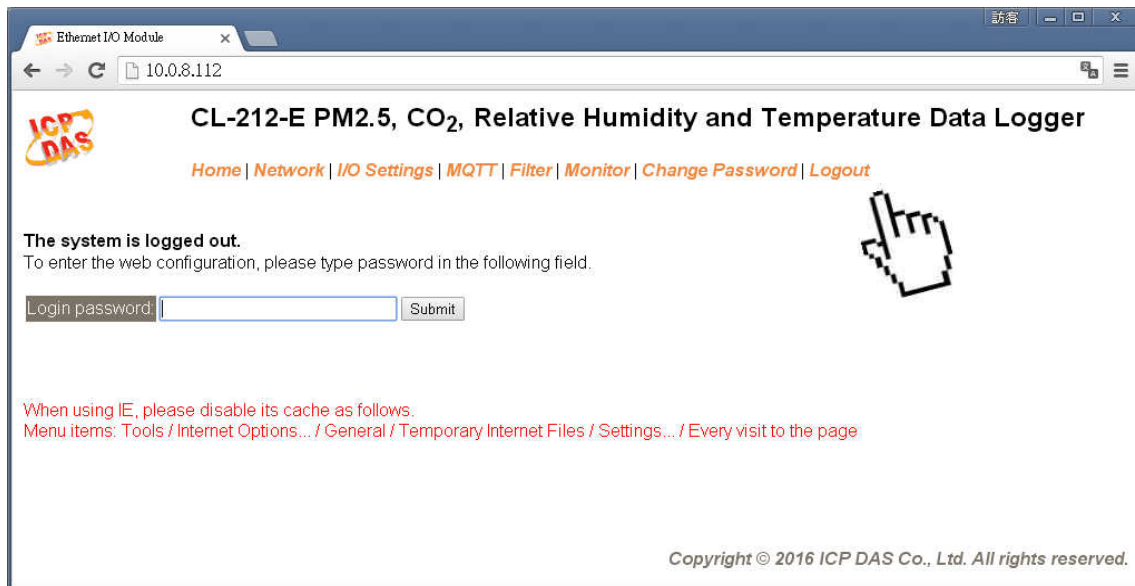 訪客
Ethernet I/O Module
10.0.8.112
ICP DAS
CL-212-E PM2.5, CO₂, Relative Humidity and Temperature Data Logger
Home | Network | I/O Settings | MQTT | Filter | Monitor | Change Password | Logout
The system is logged out.
To enter the web configuration, please type password in the following field.
Login password: Submit
When using IE, please disable its cache as follows.
Menu items: Tools / Internet Options... / General / Temporary Internet Files / Settings... / Every visit to the page
Copyright © 2016 ICP DAS Co., Ltd. All rights reserved.